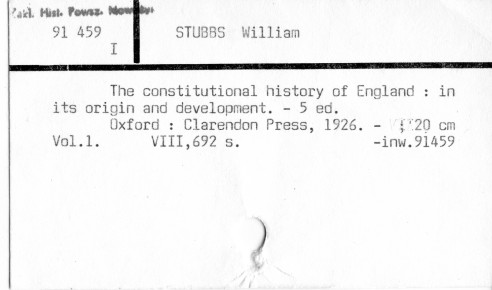 Zakł. Hist. Powsz. Nowożyt.
91 459
I
STUBBS William
The constitutional history of England : in
its origin and development. - 5 ed.
Oxford : Clarendon Press, 1926. - ; 20 cm
Vol.1. VIII,692 s. -inw.91459